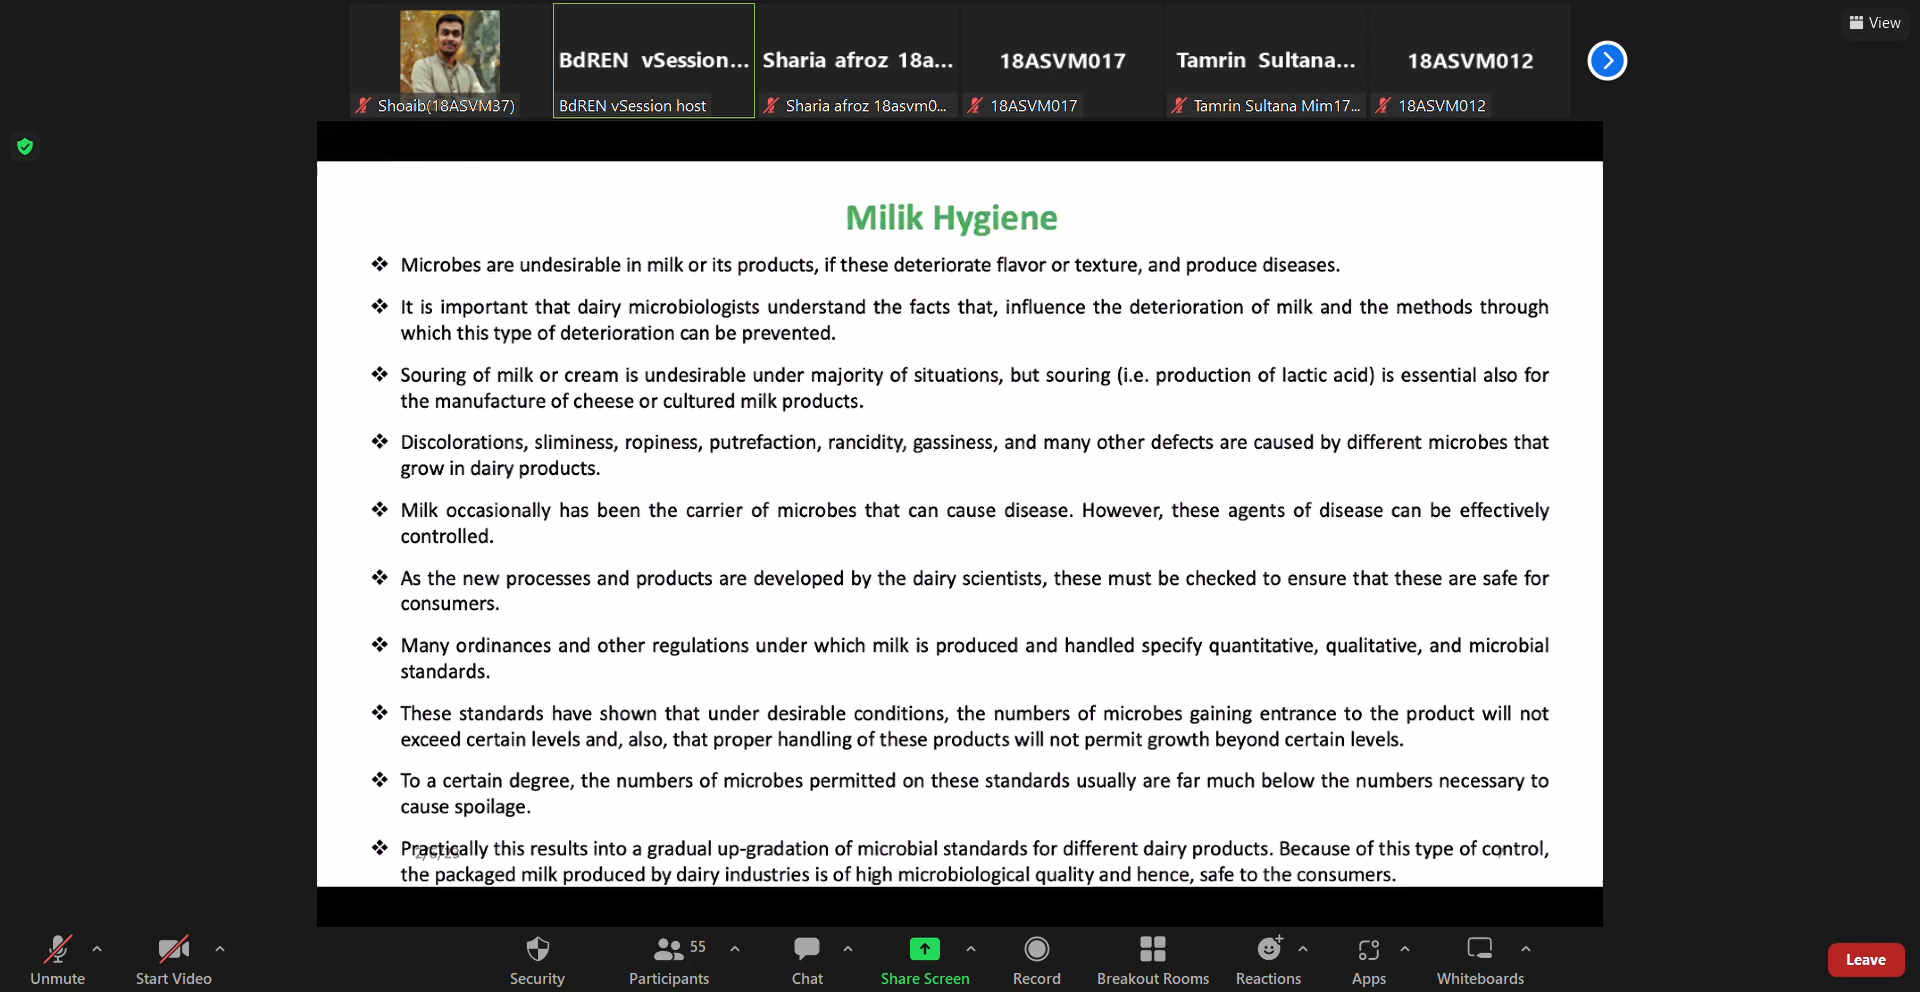 View
BdREN vSession...
Sharia afroz 18a...
18ASVM017
Tamrin Sultana...
18ASVM012
Shoaib(18ASVM37)
BdREN vSession host
Sharia afroz 18asvm0...
18ASVM017
Tamrin Sultana Mim17...
18ASVM012
Milik Hygiene
❖ Microbes are undesirable in milk or its products, if these deteriorate flavor or texture, and produce diseases.
❖ It is important that dairy microbiologists understand the facts that, influence the deterioration of milk and the methods through
which this type of deterioration can be prevented.
❖ Souring of milk or cream is undesirable under majority of situations, but souring (i.e. production of lactic acid) is essential also for
the manufacture of cheese or cultured milk products.
❖ Discolorations, sliminess, ropiness, putrefaction, rancidity, gassiness, and many other defects are caused by different microbes that
grow in dairy products.
❖ Milk occasionally has been the carrier of microbes that can cause disease. However, these agents of disease can be effectively
controlled.
❖ As the new processes and products are developed by the dairy scientists, these must be checked to ensure that these are safe for
consumers.
❖ Many ordinances and other regulations under which milk is produced and handled specify quantitative, qualitative, and microbial
standards.
❖ These standards have shown that under desirable conditions, the numbers of microbes gaining entrance to the product will not
exceed certain levels and, also, that proper handling of these products will not permit growth beyond certain levels.
❖ To a certain degree, the numbers of microbes permitted on these standards usually are far much below the numbers necessary to
cause spoilage.
❖ Practically this results into a gradual up-gradation of microbial standards for different dairy products. Because of this type of control,
the packaged milk produced by dairy industries is of high microbiological quality and hence, safe to the consumers.
55
Unmute
Start Video
Security
Participants
Chat
Share Screen
Record
Breakout Rooms
Reactions
Apps
Whiteboards
Leave